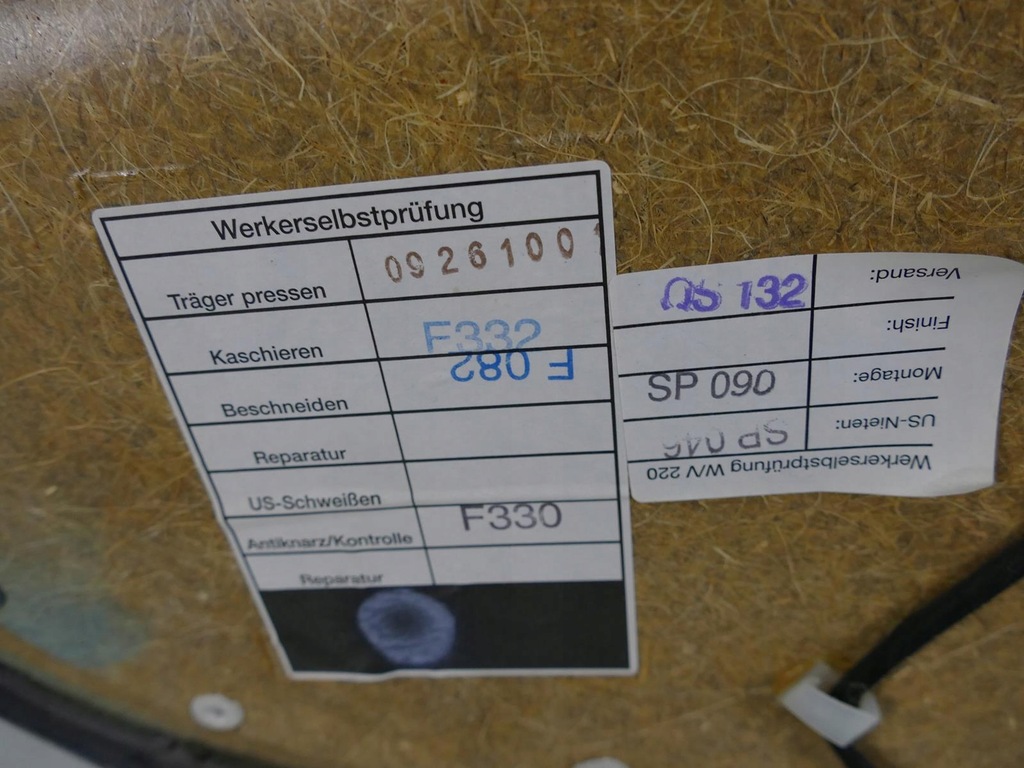 Werkerselbstprüfung
Träger pressen 09261001
Kaschieren F332
Beschneiden F 082
Reparatur
US-Schweißen
Antiknarz/Kontrolle F330
Reparatur
Werkerselbstprüfung W/V 220
US-Nieten: SP 046
Montage: SP 090
Finish:
Versand: QS 132